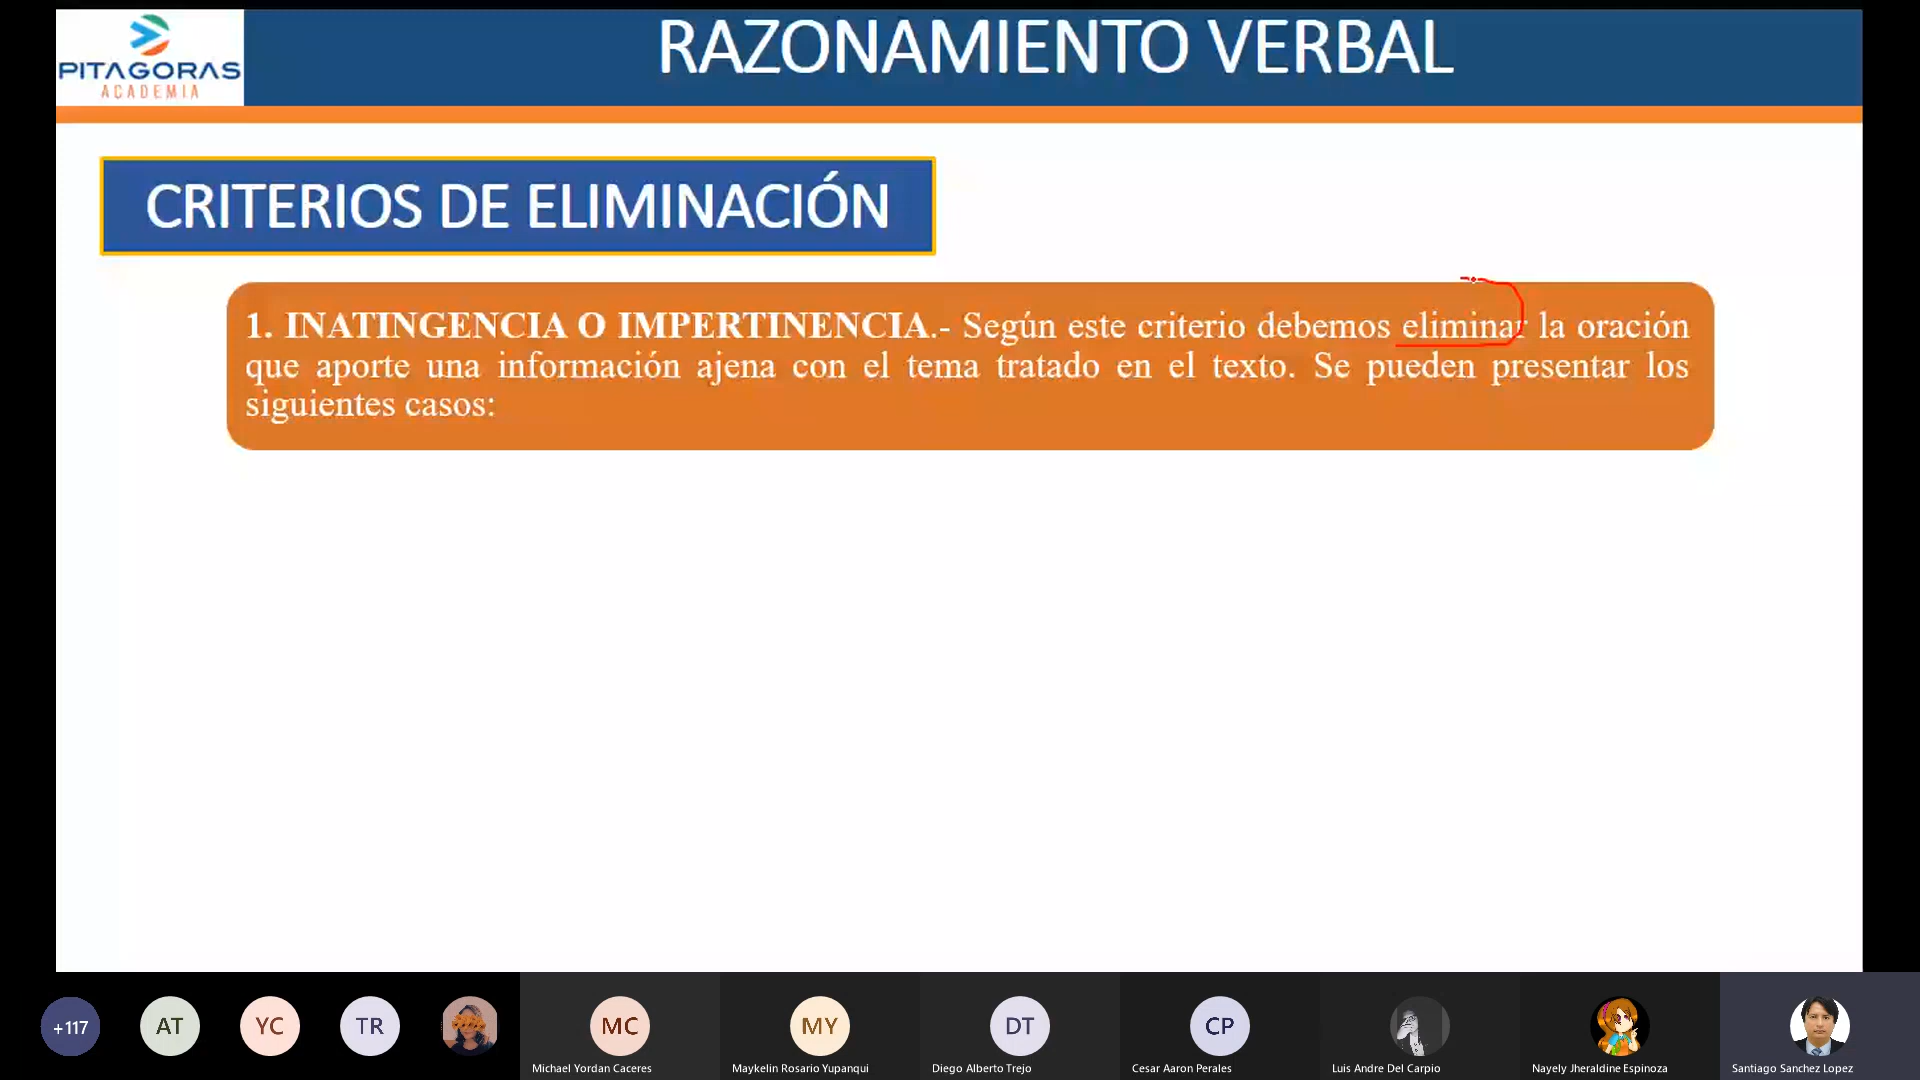 PITAGORAS
ACADEMIA
RAZONAMIENTO VERBAL
CRITERIOS DE ELIMINACIÓN
1. INATINGENCIA O IMPERTINENCIA.- Según este criterio debemos eliminar la oración
que aporte una información ajena con el tema tratado en el texto. Se pueden presentar los
siguientes casos:
+117
AT
YC
TR
MC
MY
DT
CP
Michael Yordan Caceres
Maykelin Rosario Yupanqui
Diego Alberto Trejo
Cesar Aaron Perales
Luis Andre Del Carpio
Nayely Jheraldine Espinoza
Santiago Sanchez Lopez